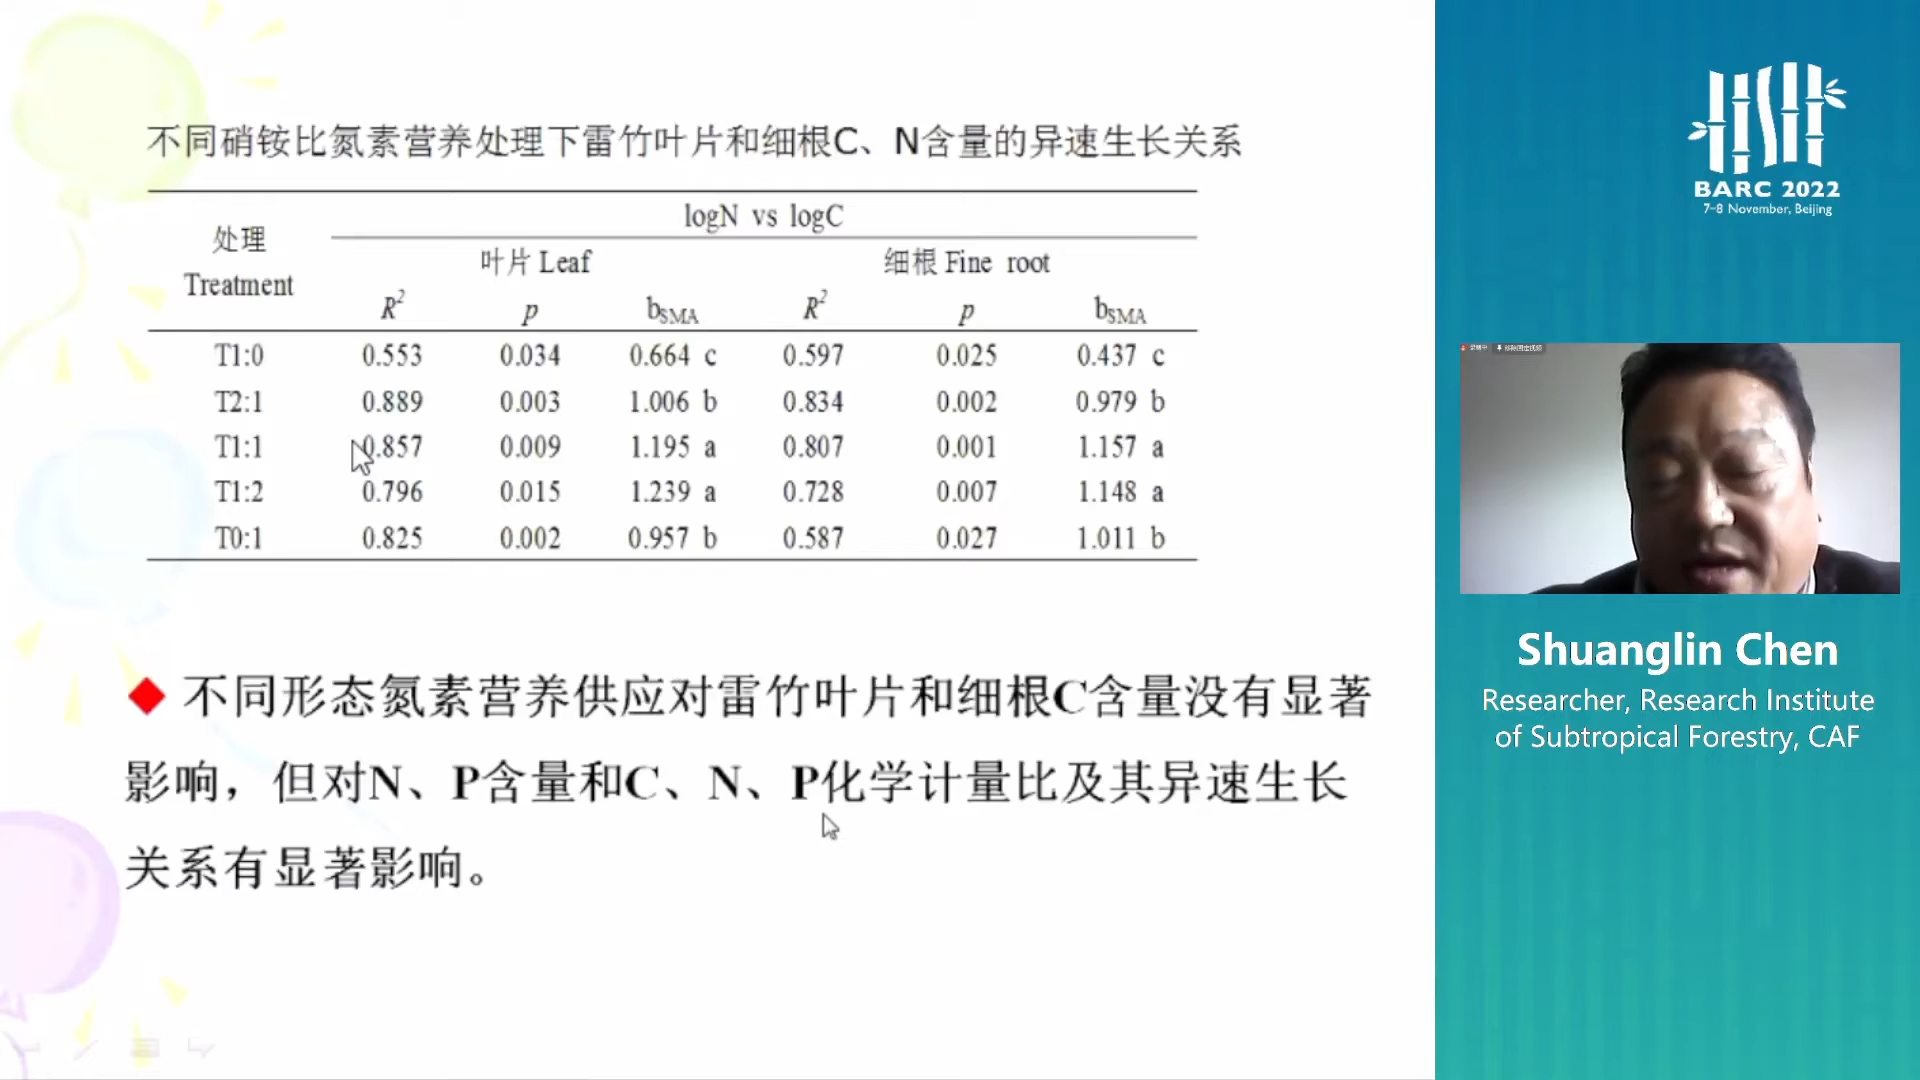 不同硝铵比氮素营养处理下雷竹叶片和细根C、N含量的异速生长关系
处理 Treatment
logN vs logC
叶片 Leaf 细根 Fine root
R² p bSMA R² p bSMA
T1:0 0.553 0.034 0.664 c 0.597 0.025 0.437 c
T2:1 0.889 0.003 1.006 b 0.834 0.002 0.979 b
T1:1 0.857 0.009 1.195 a 0.807 0.001 1.157 a
T1:2 0.796 0.015 1.239 a 0.728 0.007 1.148 a
T0:1 0.825 0.002 0.957 b 0.587 0.027 1.011 b
不同形态氮素营养供应对雷竹叶片和细根C含量没有显著
影响，但对N、P含量和C、N、P化学计量比及其异速生长
关系有显著影响。
BARC 2022
7-8 November, Beijing
移除固定视频
Shuanglin Chen
Researcher, Research Institute
of Subtropical Forestry, CAF